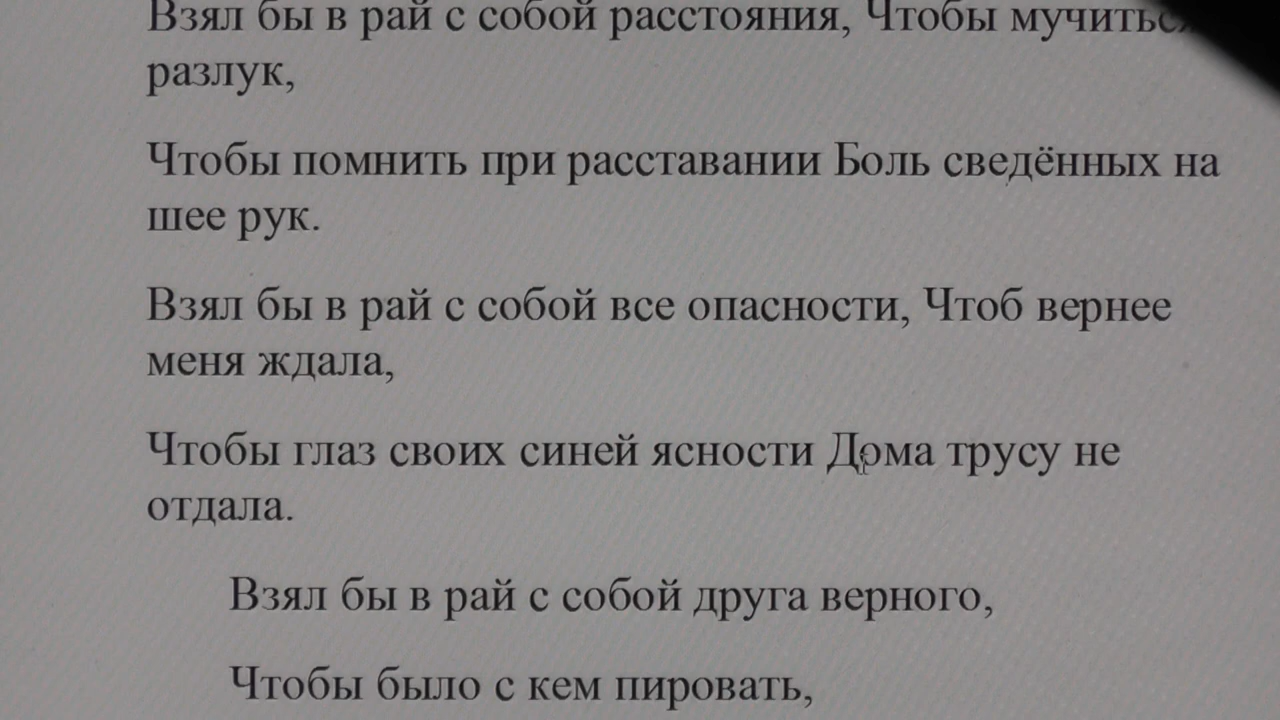 Взял бы в рай с собой расстояния, Чтобы мучиться
разлук,
Чтобы помнить при расставании Боль сведённых на
шее рук.
Взял бы в рай с собой все опасности, Чтоб вернее
меня ждала,
Чтобы глаз своих синей ясности Дома трусу не
отдала.
Взял бы в рай с собой друга верного,
Чтобы было с кем пировать,